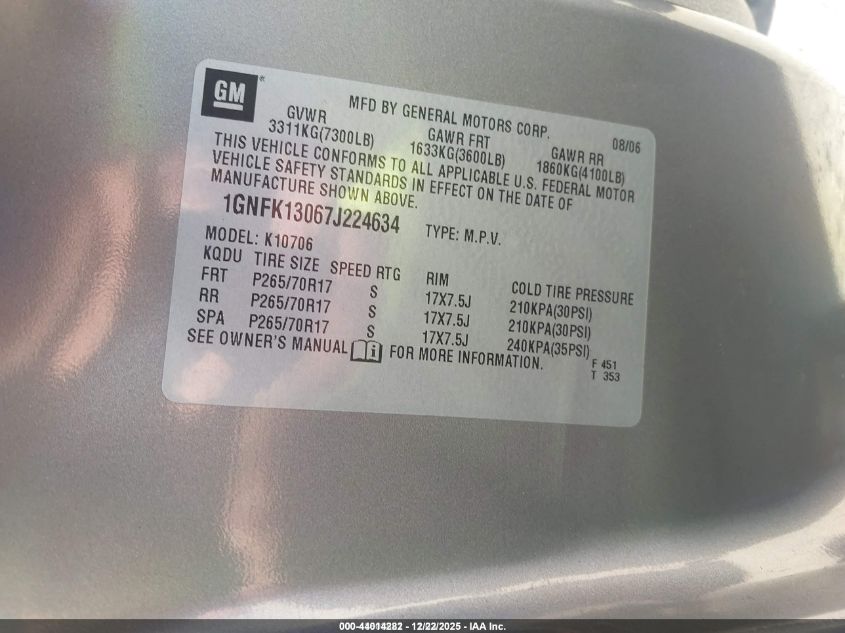 GM
MFD BY GENERAL MOTORS CORP. 08/06
GVWR GAWR FRT GAWR RR
3311KG(7300LB) 1633KG(3600LB) 1860KG(4100LB)
THIS VEHICLE CONFORMS TO ALL APPLICABLE U.S. FEDERAL MOTOR
VEHICLE SAFETY STANDARDS IN EFFECT ON THE DATE OF
MANUFACTURE SHOWN ABOVE.
1GNFK13067J224634 TYPE: M.P.V.
MODEL: K10706
KQDU TIRE SIZE SPEED RTG RIM COLD TIRE PRESSURE
FRT P265/70R17 S 17X7.5J 210KPA(30PSI)
RR P265/70R17 S 17X7.5J 210KPA(30PSI)
SPA P265/70R17 S 17X7.5J 240KPA(35PSI)
SEE OWNER'S MANUAL FOR MORE INFORMATION.
F 451
T 353
000-44014282 - 12/22/2025 - IAA Inc.